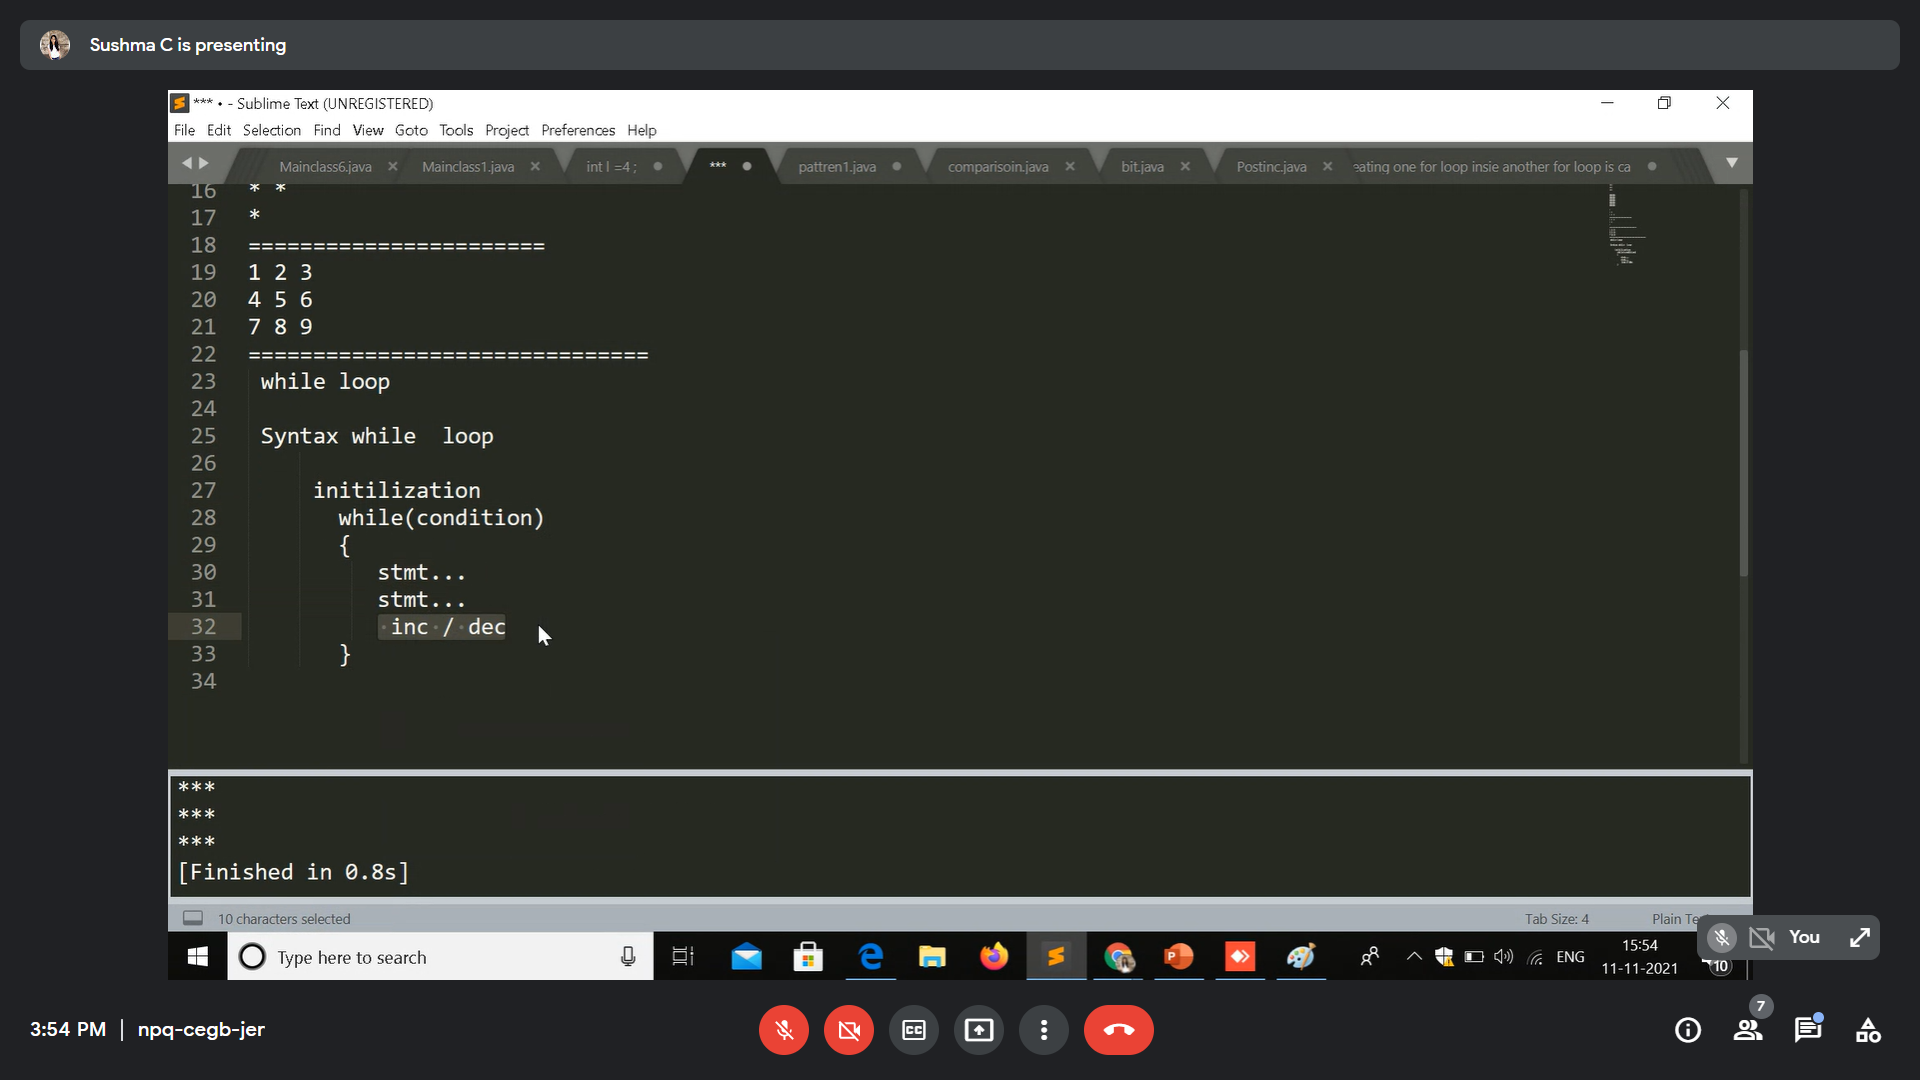 Sushma C is presenting
*** • - Sublime Text (UNREGISTERED)
File Edit Selection Find View Goto Tools Project Preferences Help
Mainclass6.java Mainclass1.java int l =4 ; *** pattren1.java comparisoin.java bit.java Postinc.java eating one for loop insie another for loop is ca
16 * *
17 *
18 =======================
19 1 2 3
20 4 5 6
21 7 8 9
22 ===============================
23 while loop
24
25 Syntax while  loop
26
27 initilization
28 while(condition)
29 {
30 stmt...
31 stmt...
32 inc / dec
33 }
34
***
***
***
[Finished in 0.8s]
10 characters selected Tab Size: 4 Plain Te
You
Type here to search ENG 15:54
11-11-2021 10
3:54 PM | npq-cegb-jer CC 7